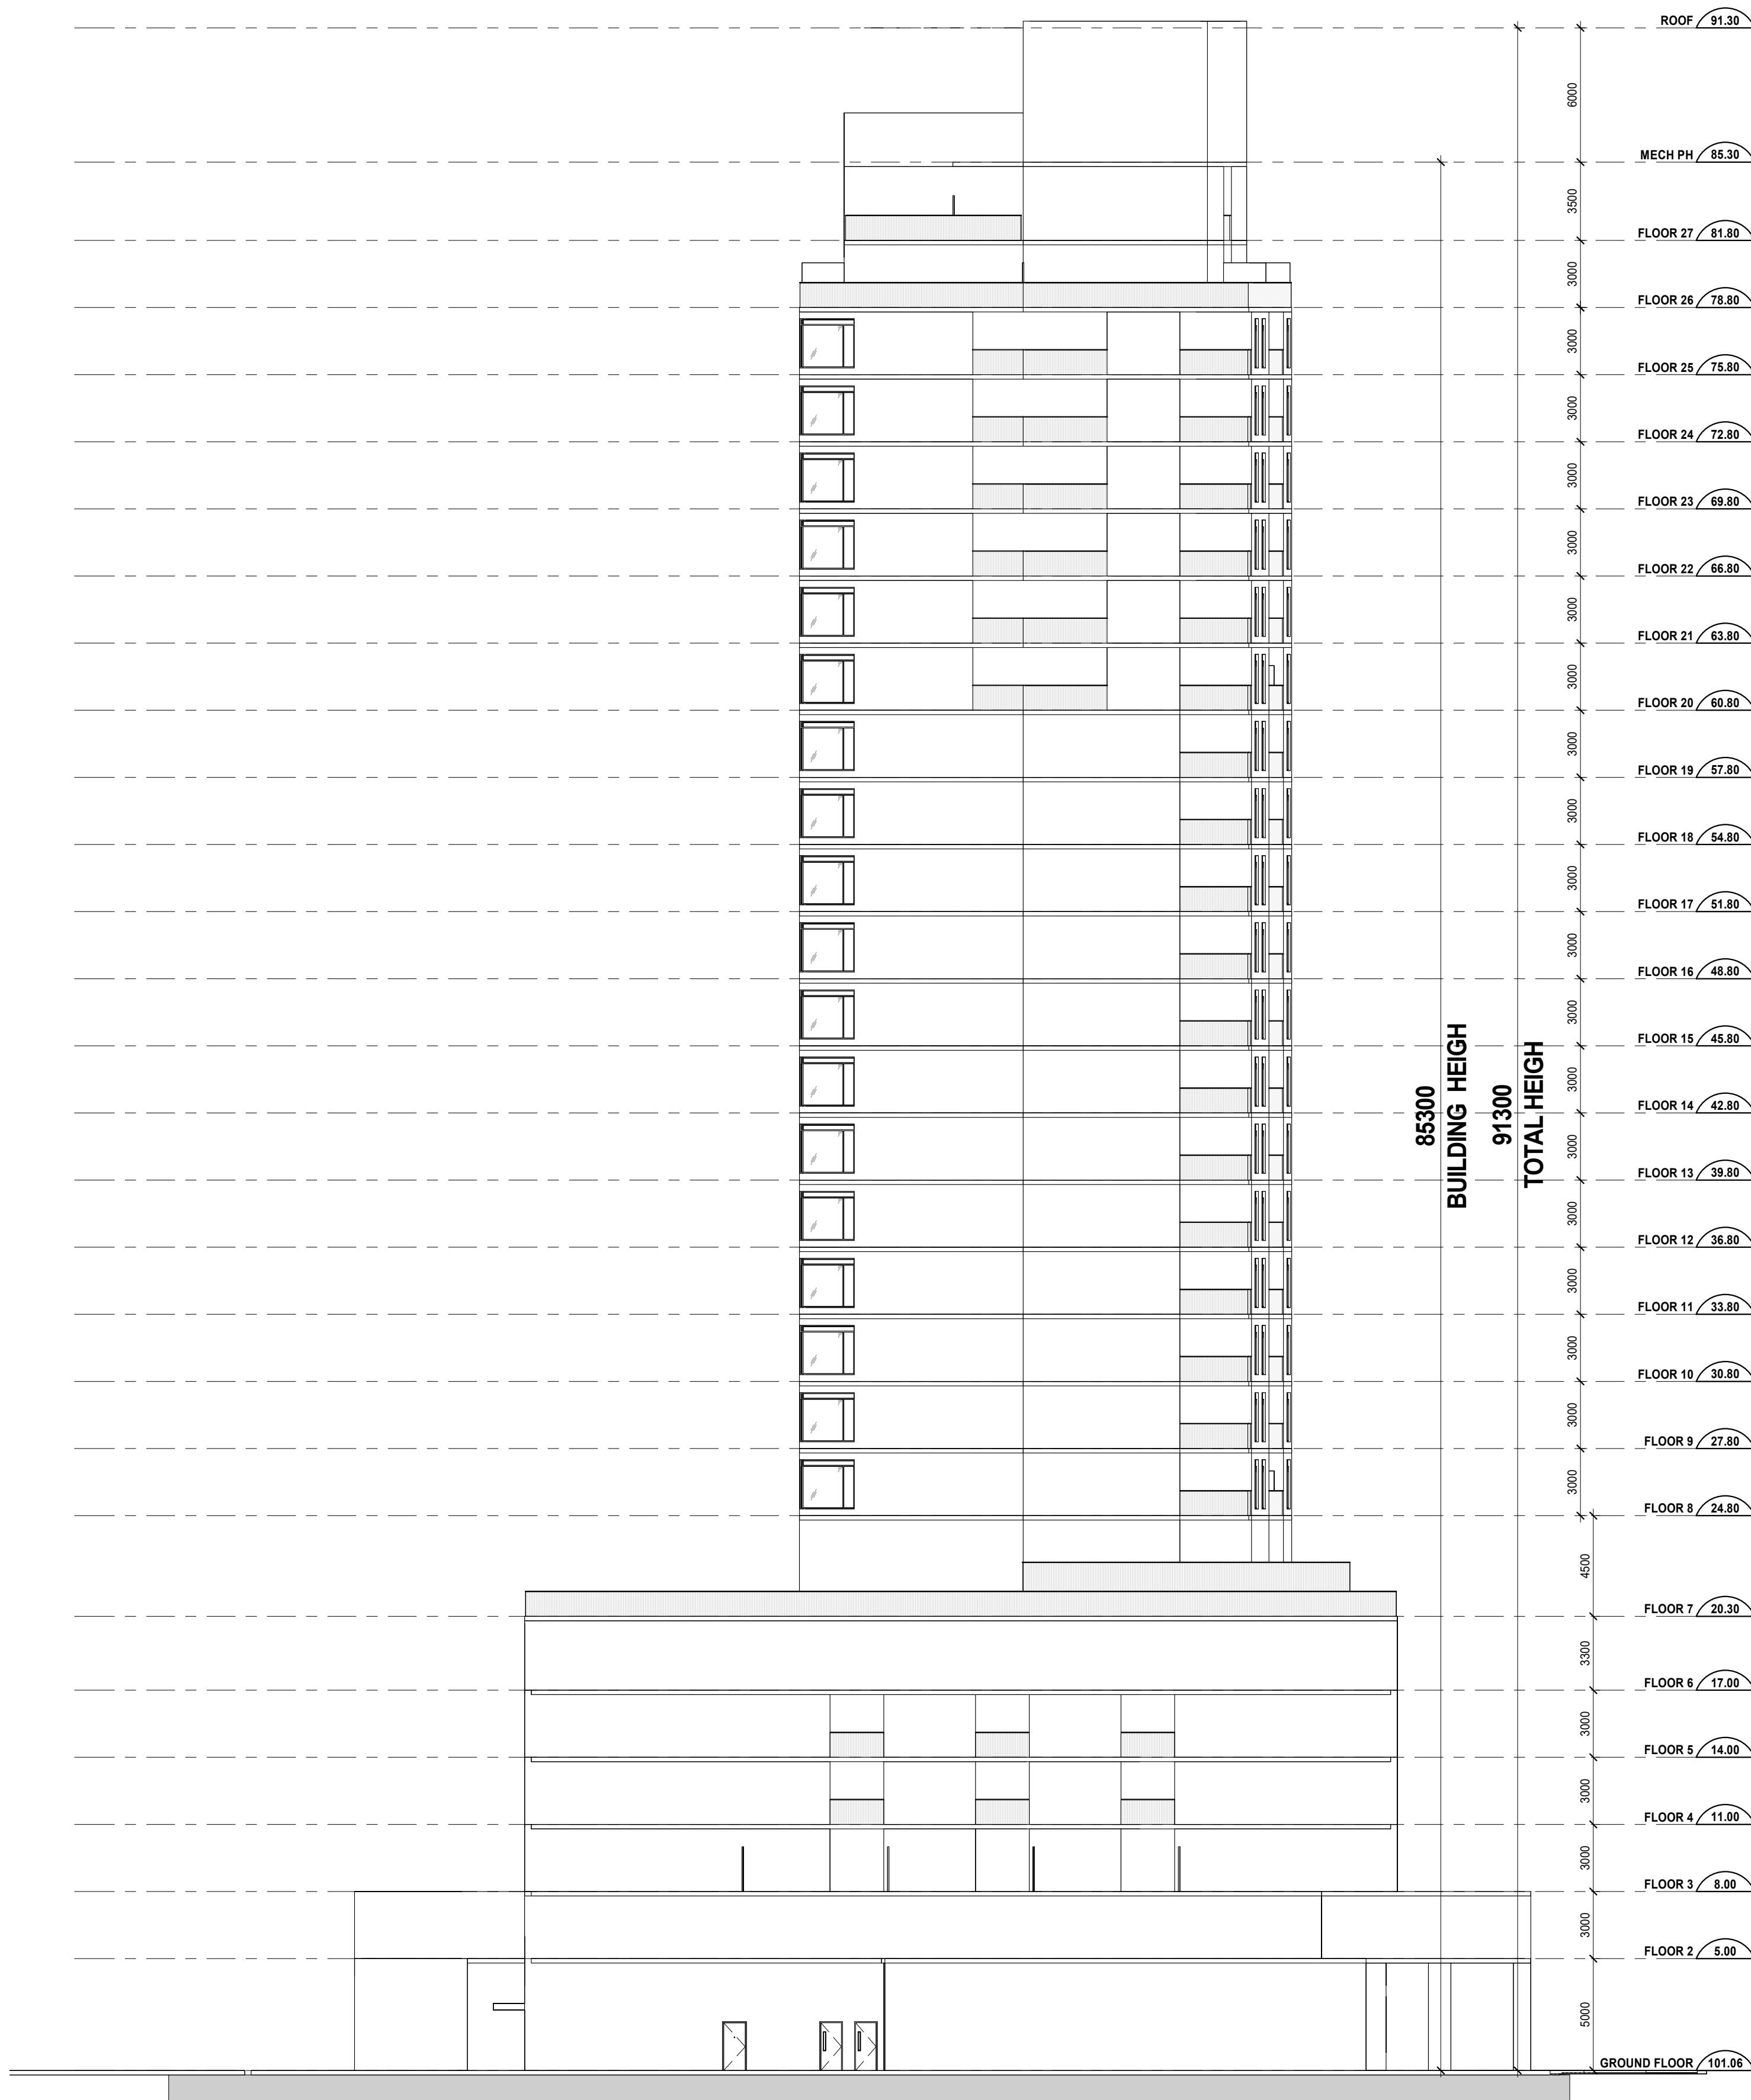 ROOF 91.30
6000
MECH PH 85.30
3500
FLOOR 27 81.80
3000
FLOOR 26 78.80
3000
FLOOR 25 75.80
3000
FLOOR 24 72.80
3000
FLOOR 23 69.80
3000
FLOOR 22 66.80
3000
FLOOR 21 63.80
3000
FLOOR 20 60.80
3000
FLOOR 19 57.80
3000
FLOOR 18 54.80
3000
FLOOR 17 51.80
3000
FLOOR 16 48.80
3000
FLOOR 15 45.80
3000
FLOOR 14 42.80
85300
BUILDING HEIGH
91300
TOTAL HEIGH
3000
FLOOR 13 39.80
3000
FLOOR 12 36.80
3000
FLOOR 11 33.80
3000
FLOOR 10 30.80
3000
FLOOR 9 27.80
3000
FLOOR 8 24.80
4500
FLOOR 7 20.30
3300
FLOOR 6 17.00
3000
FLOOR 5 14.00
3000
FLOOR 4 11.00
3000
FLOOR 3 8.00
3000
FLOOR 2 5.00
5000
GROUND FLOOR 101.06